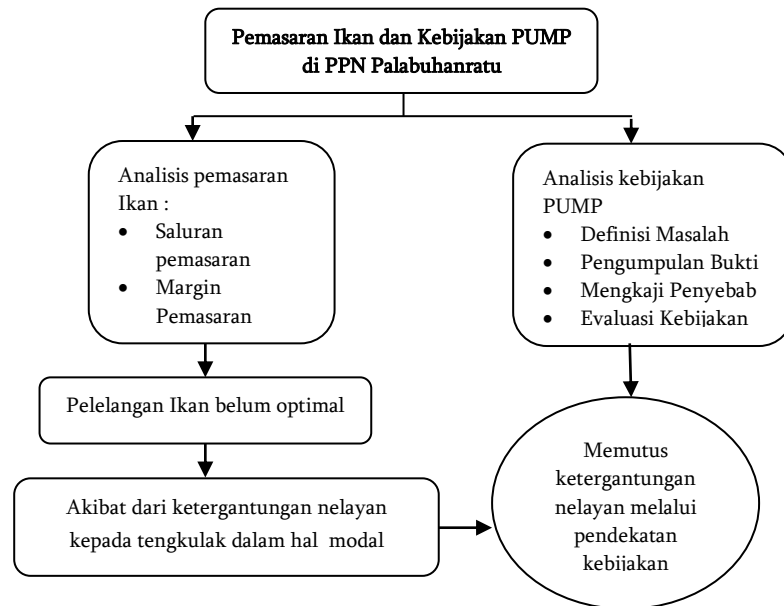 Pemasaran Ikan dan Kebijakan PUMP
di PPN Palabuhanratu
Analisis pemasaran
Ikan :
• Saluran
pemasaran
• Margin
Pemasaran
Analisis kebijakan
PUMP
• Definisi Masalah
• Pengumpulan Bukti
• Mengkaji Penyebab
• Evaluasi Kebijakan
Pelelangan Ikan belum optimal
Akibat dari ketergantungan nelayan
kepada tengkulak dalam hal modal
Memutus
ketergantungan
nelayan melalui
pendekatan
kebijakan